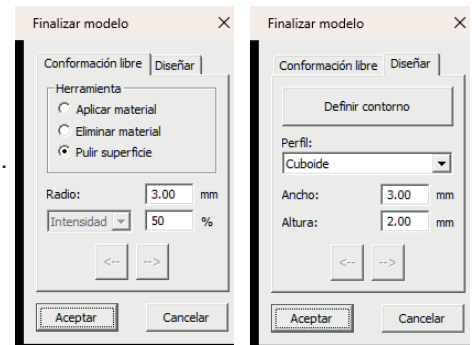 Finalizar modelo
Conformación libre Diseñar
Herramienta
Aplicar material
Eliminar material
Pulir superficie
Radio: 3.00 mm
Intensidad 50 %
<-- -->
Aceptar Cancelar
Finalizar modelo
Conformación libre Diseñar
Definir contorno
Perfil:
Cuboide
Ancho: 3.00 mm
Altura: 2.00 mm
<-- -->
Aceptar Cancelar